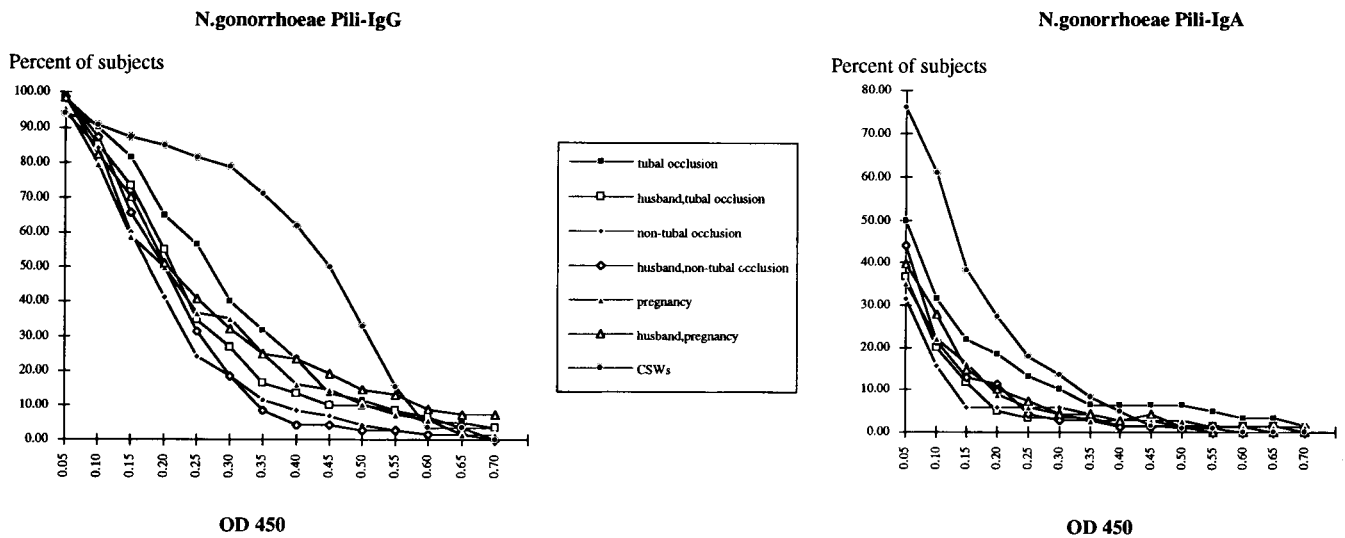 N.gonorrhoeae Pili-IgG
Percent of subjects
100.00
90.00
80.00
70.00
60.00
50.00
40.00
30.00
20.00
10.00
0.00
0.05 0.10 0.15 0.20 0.25 0.30 0.35 0.40 0.45 0.50 0.55 0.60 0.65 0.70
OD 450
tubal occlusion
husband,tubal occlusion
non-tubal occlusion
husband,non-tubal occlusion
pregnancy
husband,pregnancy
CSWs
N.gonorrhoeae Pili-IgA
Percent of subjects
80.00
70.00
60.00
50.00
40.00
30.00
20.00
10.00
0.00
0.05 0.10 0.15 0.20 0.25 0.30 0.35 0.40 0.45 0.50 0.55 0.60 0.65 0.70
OD 450